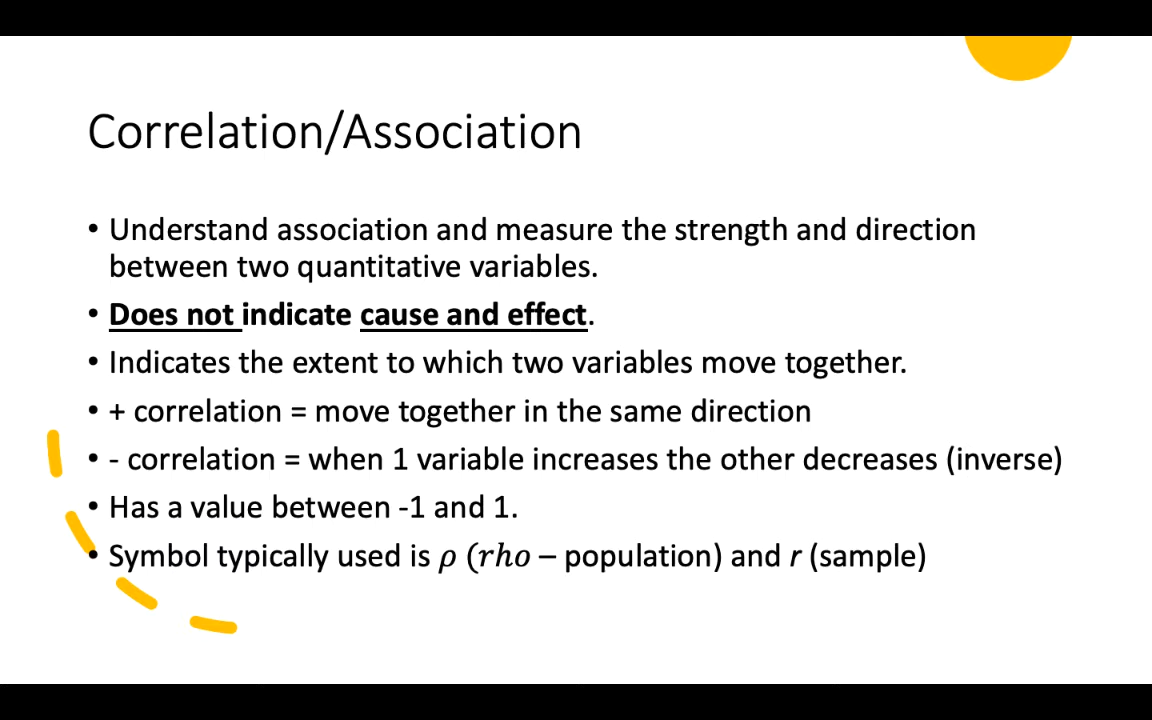 Correlation/Association
• Understand association and measure the strength and direction
between two quantitative variables.
• Does not indicate cause and effect.
• Indicates the extent to which two variables move together.
• + correlation = move together in the same direction
• - correlation = when 1 variable increases the other decreases (inverse)
• Has a value between -1 and 1.
• Symbol typically used is ρ (rho – population) and r (sample)